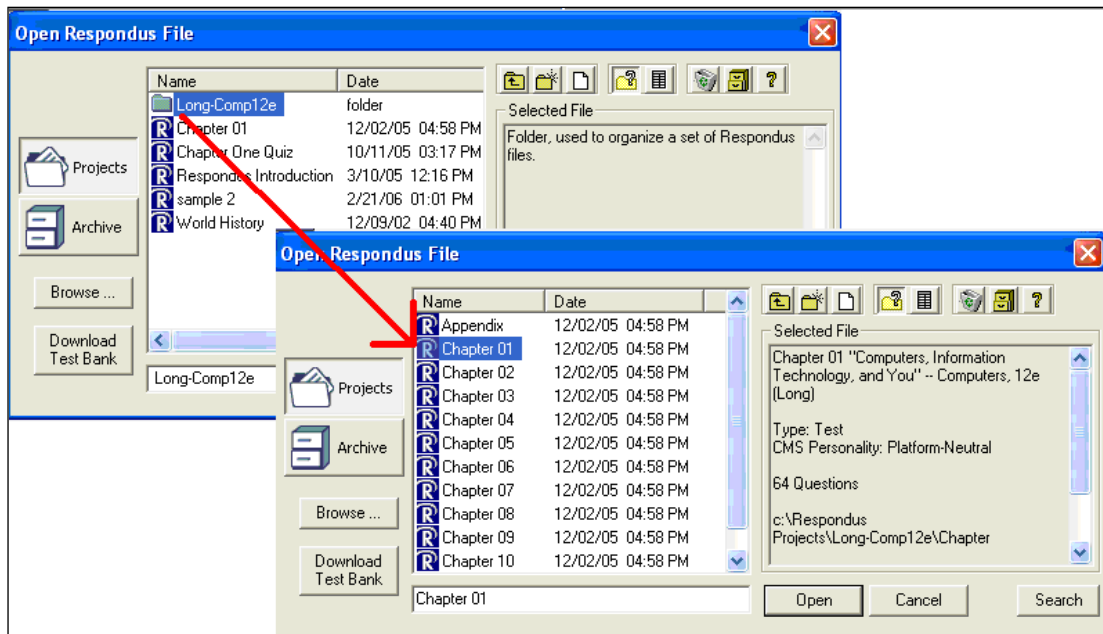 Open Respondus File
Name Date
Long-Comp12e folder
Chapter 01 12/02/05 04:58 PM
Chapter One Quiz 10/11/05 03:17 PM
Respondus Introduction 3/10/05 12:16 PM
sample 2 2/21/06 01:01 PM
World History 12/09/02 04:40 PM
Projects
Archive
Browse ...
Download
Test Bank
Long-Comp12e
Selected File
Folder, used to organize a set of Respondus
files.
Open Respondus File
Name Date
Appendix 12/02/05 04:58 PM
Chapter 01 12/02/05 04:58 PM
Chapter 02 12/02/05 04:58 PM
Chapter 03 12/02/05 04:58 PM
Chapter 04 12/02/05 04:58 PM
Chapter 05 12/02/05 04:58 PM
Chapter 06 12/02/05 04:58 PM
Chapter 07 12/02/05 04:58 PM
Chapter 08 12/02/05 04:58 PM
Chapter 09 12/02/05 04:58 PM
Chapter 10 12/02/05 04:58 PM
Projects
Archive
Browse ...
Download
Test Bank
Chapter 01
Selected File
Chapter 01 "Computers, Information
Technology, and You" -- Computers, 12e
(Long)
Type: Test
CMS Personality: Platform-Neutral
64 Questions
c:\Respondus
Projects\Long-Comp12e\Chapter
Open Cancel Search